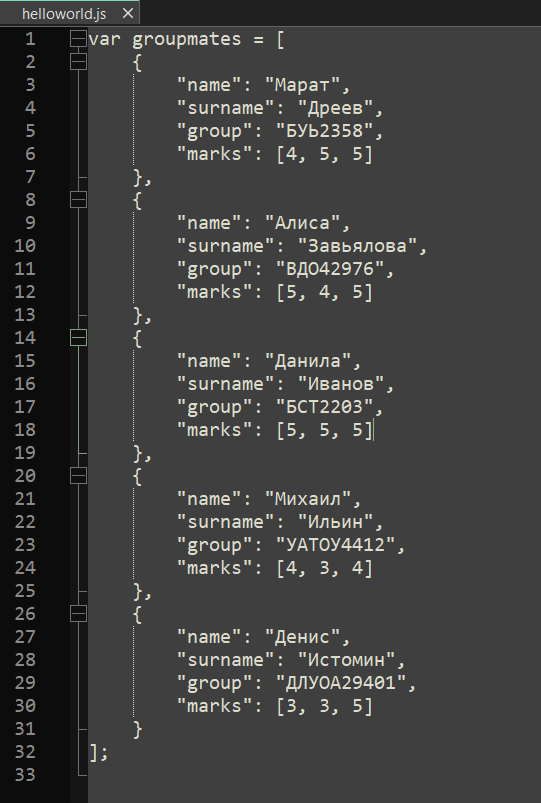 helloworld.js ×
1 var groupmates = [
2 {
3 "name": "Марат",
4 "surname": "Дреев",
5 "group": "БУЬ2358",
6 "marks": [4, 5, 5]
7 },
8 {
9 "name": "Алиса",
10 "surname": "Завьялова",
11 "group": "ВДО42976",
12 "marks": [5, 4, 5]
13 },
14 {
15 "name": "Данила",
16 "surname": "Иванов",
17 "group": "БСТ2203",
18 "marks": [5, 5, 5]
19 },
20 {
21 "name": "Михаил",
22 "surname": "Ильин",
23 "group": "УАТОУ4412",
24 "marks": [4, 3, 4]
25 },
26 {
27 "name": "Денис",
28 "surname": "Истомин",
29 "group": "ДЛУОА29401",
30 "marks": [3, 3, 5]
31 }
32 ];
33